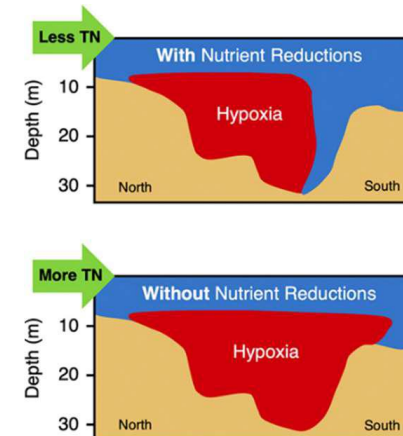 Less TN
With Nutrient Reductions
10
Hypoxia
20
Depth (m)
30
North
South
More TN
Without Nutrient Reductions
10
Hypoxia
20
Depth (m)
30
North
South